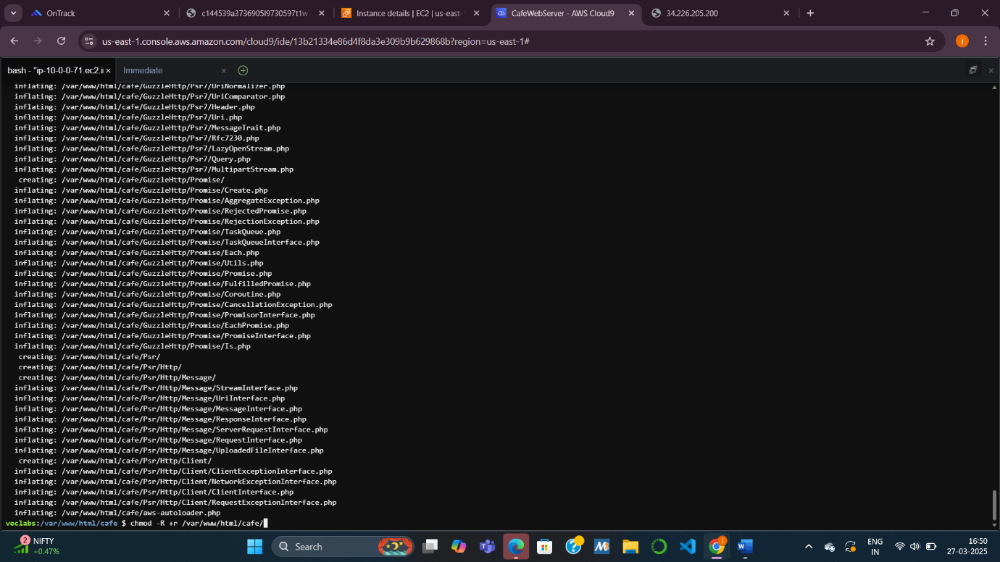 OnTrack
c144539a3736905l9730597t1w
Instance details | EC2 | us-east-
CafeWebServer - AWS Cloud9
34.226.205.200
us-east-1.console.aws.amazon.com/cloud9/ide/13b21334e86d4f8da3e309b9b629868b?region=us-east-1#
j
bash - "ip-10-0-0-71.ec2.i
Immediate
inflating: /var/www/html/cafe/GuzzleHttp/Psr7/UriNormalizer.php
inflating: /var/www/html/cafe/GuzzleHttp/Psr7/UriComparator.php
inflating: /var/www/html/cafe/GuzzleHttp/Psr7/Header.php
inflating: /var/www/html/cafe/GuzzleHttp/Psr7/Uri.php
inflating: /var/www/html/cafe/GuzzleHttp/Psr7/MessageTrait.php
inflating: /var/www/html/cafe/GuzzleHttp/Psr7/Rfc7230.php
inflating: /var/www/html/cafe/GuzzleHttp/Psr7/LazyOpenStream.php
inflating: /var/www/html/cafe/GuzzleHttp/Psr7/Query.php
inflating: /var/www/html/cafe/GuzzleHttp/Psr7/MultipartStream.php
creating: /var/www/html/cafe/GuzzleHttp/Promise/
inflating: /var/www/html/cafe/GuzzleHttp/Promise/Create.php
inflating: /var/www/html/cafe/GuzzleHttp/Promise/AggregateException.php
inflating: /var/www/html/cafe/GuzzleHttp/Promise/RejectedPromise.php
inflating: /var/www/html/cafe/GuzzleHttp/Promise/RejectionException.php
inflating: /var/www/html/cafe/GuzzleHttp/Promise/TaskQueue.php
inflating: /var/www/html/cafe/GuzzleHttp/Promise/TaskQueueInterface.php
inflating: /var/www/html/cafe/GuzzleHttp/Promise/Each.php
inflating: /var/www/html/cafe/GuzzleHttp/Promise/Utils.php
inflating: /var/www/html/cafe/GuzzleHttp/Promise/Promise.php
inflating: /var/www/html/cafe/GuzzleHttp/Promise/FulfilledPromise.php
inflating: /var/www/html/cafe/GuzzleHttp/Promise/Coroutine.php
inflating: /var/www/html/cafe/GuzzleHttp/Promise/CancellationException.php
inflating: /var/www/html/cafe/GuzzleHttp/Promise/PromisorInterface.php
inflating: /var/www/html/cafe/GuzzleHttp/Promise/EachPromise.php
inflating: /var/www/html/cafe/GuzzleHttp/Promise/PromiseInterface.php
inflating: /var/www/html/cafe/GuzzleHttp/Promise/Is.php
creating: /var/www/html/cafe/Psr/
creating: /var/www/html/cafe/Psr/Http/
creating: /var/www/html/cafe/Psr/Http/Message/
inflating: /var/www/html/cafe/Psr/Http/Message/StreamInterface.php
inflating: /var/www/html/cafe/Psr/Http/Message/UriInterface.php
inflating: /var/www/html/cafe/Psr/Http/Message/MessageInterface.php
inflating: /var/www/html/cafe/Psr/Http/Message/ResponseInterface.php
inflating: /var/www/html/cafe/Psr/Http/Message/ServerRequestInterface.php
inflating: /var/www/html/cafe/Psr/Http/Message/RequestInterface.php
inflating: /var/www/html/cafe/Psr/Http/Message/UploadedFileInterface.php
creating: /var/www/html/cafe/Psr/Http/Client/
inflating: /var/www/html/cafe/Psr/Http/Client/ClientExceptionInterface.php
inflating: /var/www/html/cafe/Psr/Http/Client/NetworkExceptionInterface.php
inflating: /var/www/html/cafe/Psr/Http/Client/ClientInterface.php
inflating: /var/www/html/cafe/Psr/Http/Client/RequestExceptionInterface.php
inflating: /var/www/html/cafe/aws-autoloader.php
voclabs:/var/www/html/cafe $ chmod -R +r /var/www/html/cafe/
2
NIFTY
+0.47%
Search
ENG
IN
16:50
27-03-2025